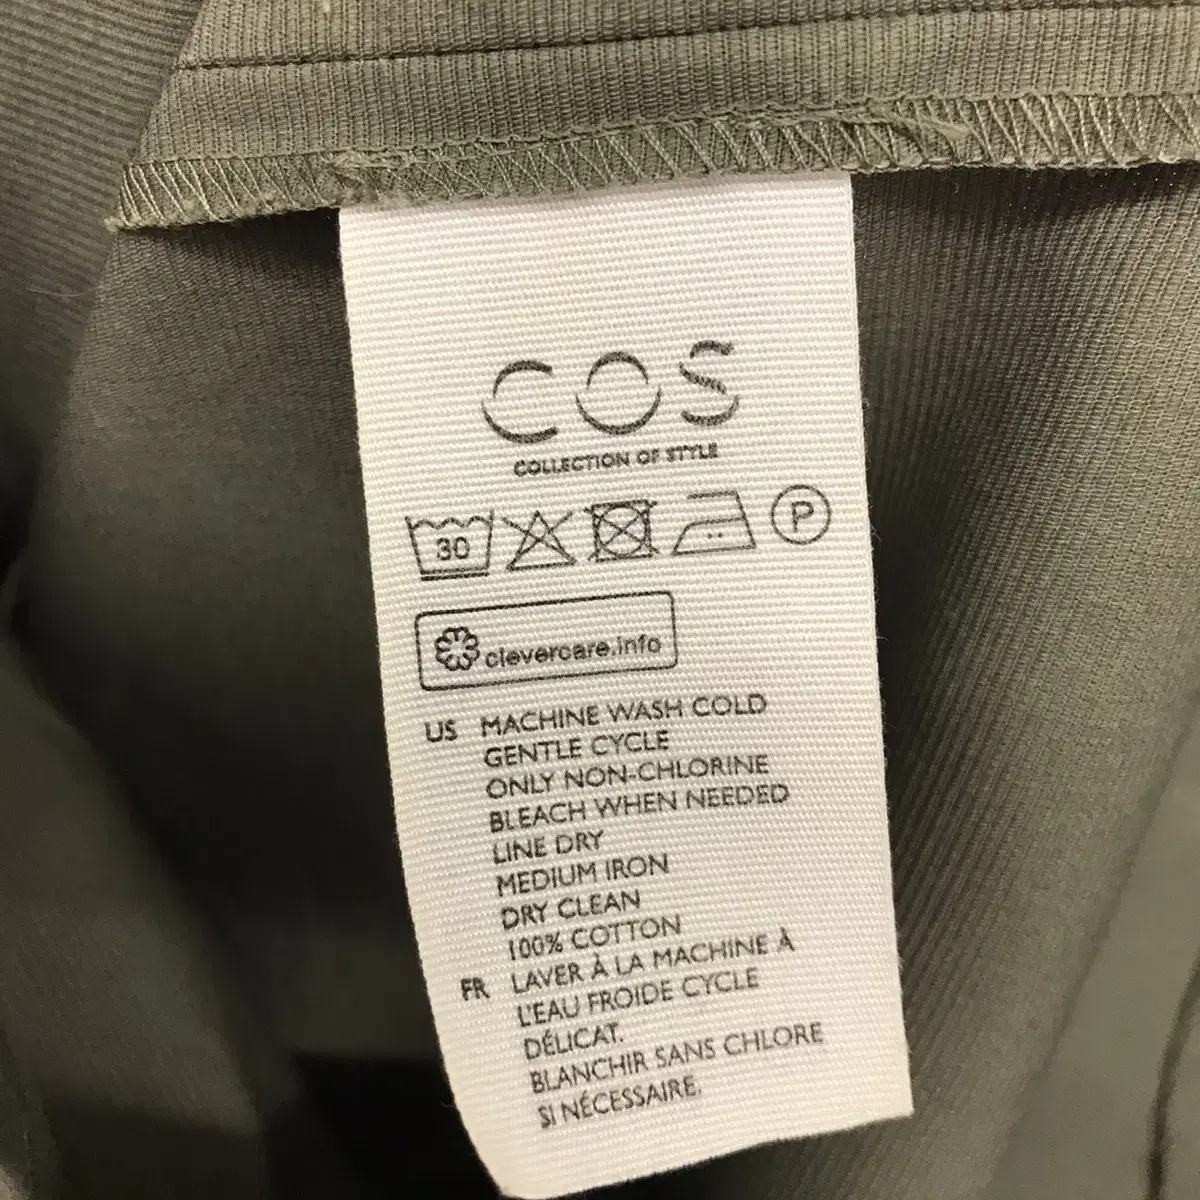 COS
COLLECTION OF STYLE
30 P
clevercare.info
US MACHINE WASH COLD
GENTLE CYCLE
ONLY NON-CHLORINE
BLEACH WHEN NEEDED
LINE DRY
MEDIUM IRON
DRY CLEAN
100% COTTON
FR LAVER À LA MACHINE À
L'EAU FROIDE CYCLE
DÉLICAT.
BLANCHIR SANS CHLORE
SI NÉCESSAIRE.